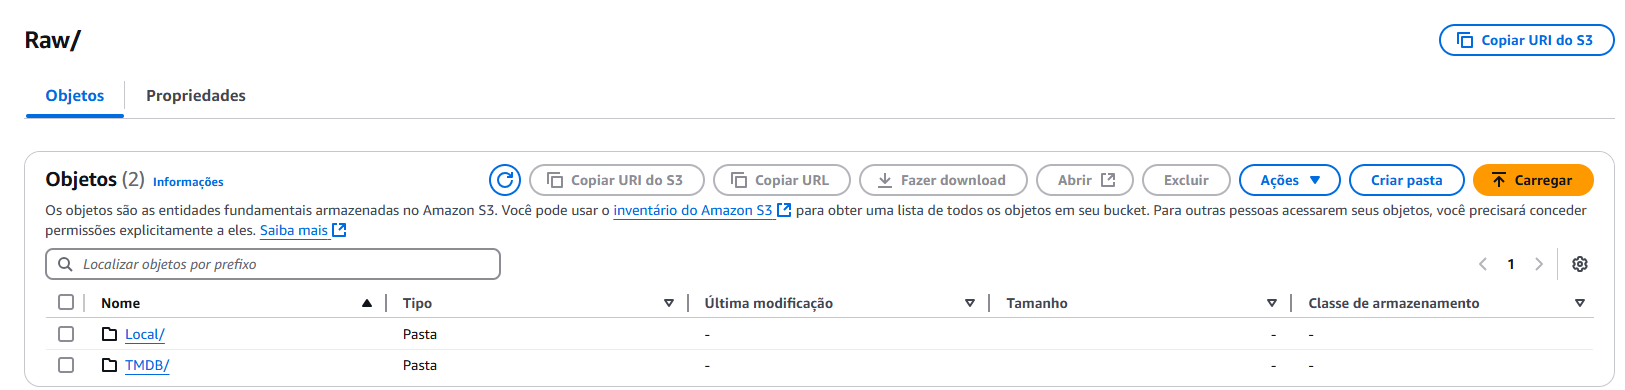 Raw/
Copiar URI do S3
Objetos
Propriedades
Objetos (2) Informações
Copiar URI do S3
Copiar URL
Fazer download
Abrir
Excluir
Ações
Criar pasta
Carregar
Os objetos são as entidades fundamentais armazenadas no Amazon S3. Você pode usar o inventário do Amazon S3 para obter uma lista de todos os objetos em seu bucket. Para outras pessoas acessarem seus objetos, você precisará conceder
permissões explicitamente a eles. Saiba mais
Localizar objetos por prefixo
1
Nome Tipo Última modificação Tamanho Classe de armazenamento
Local/ Pasta - - -
TMDB/ Pasta - - -